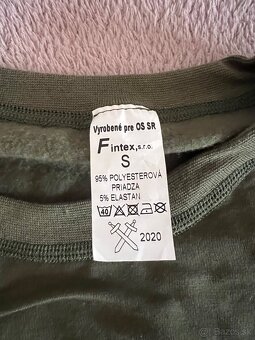 Vyrobené pre OS SR
Fintex, s.r.o.
S
95% POLYESTEROVÁ
PRIADZA
5% ELASTAN
40
2020